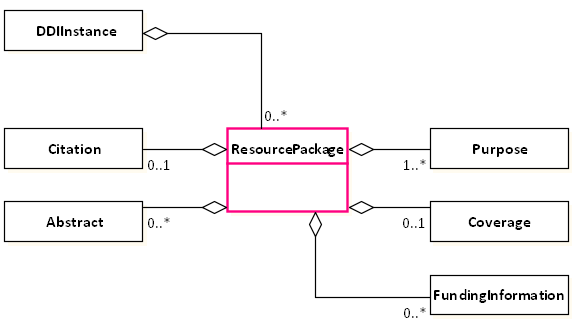 DDIInstance
0..*
Citation
0..1
ResourcePackage
1..*
Purpose
Abstract
0..*
0..1
Coverage
FundingInformation
0..*